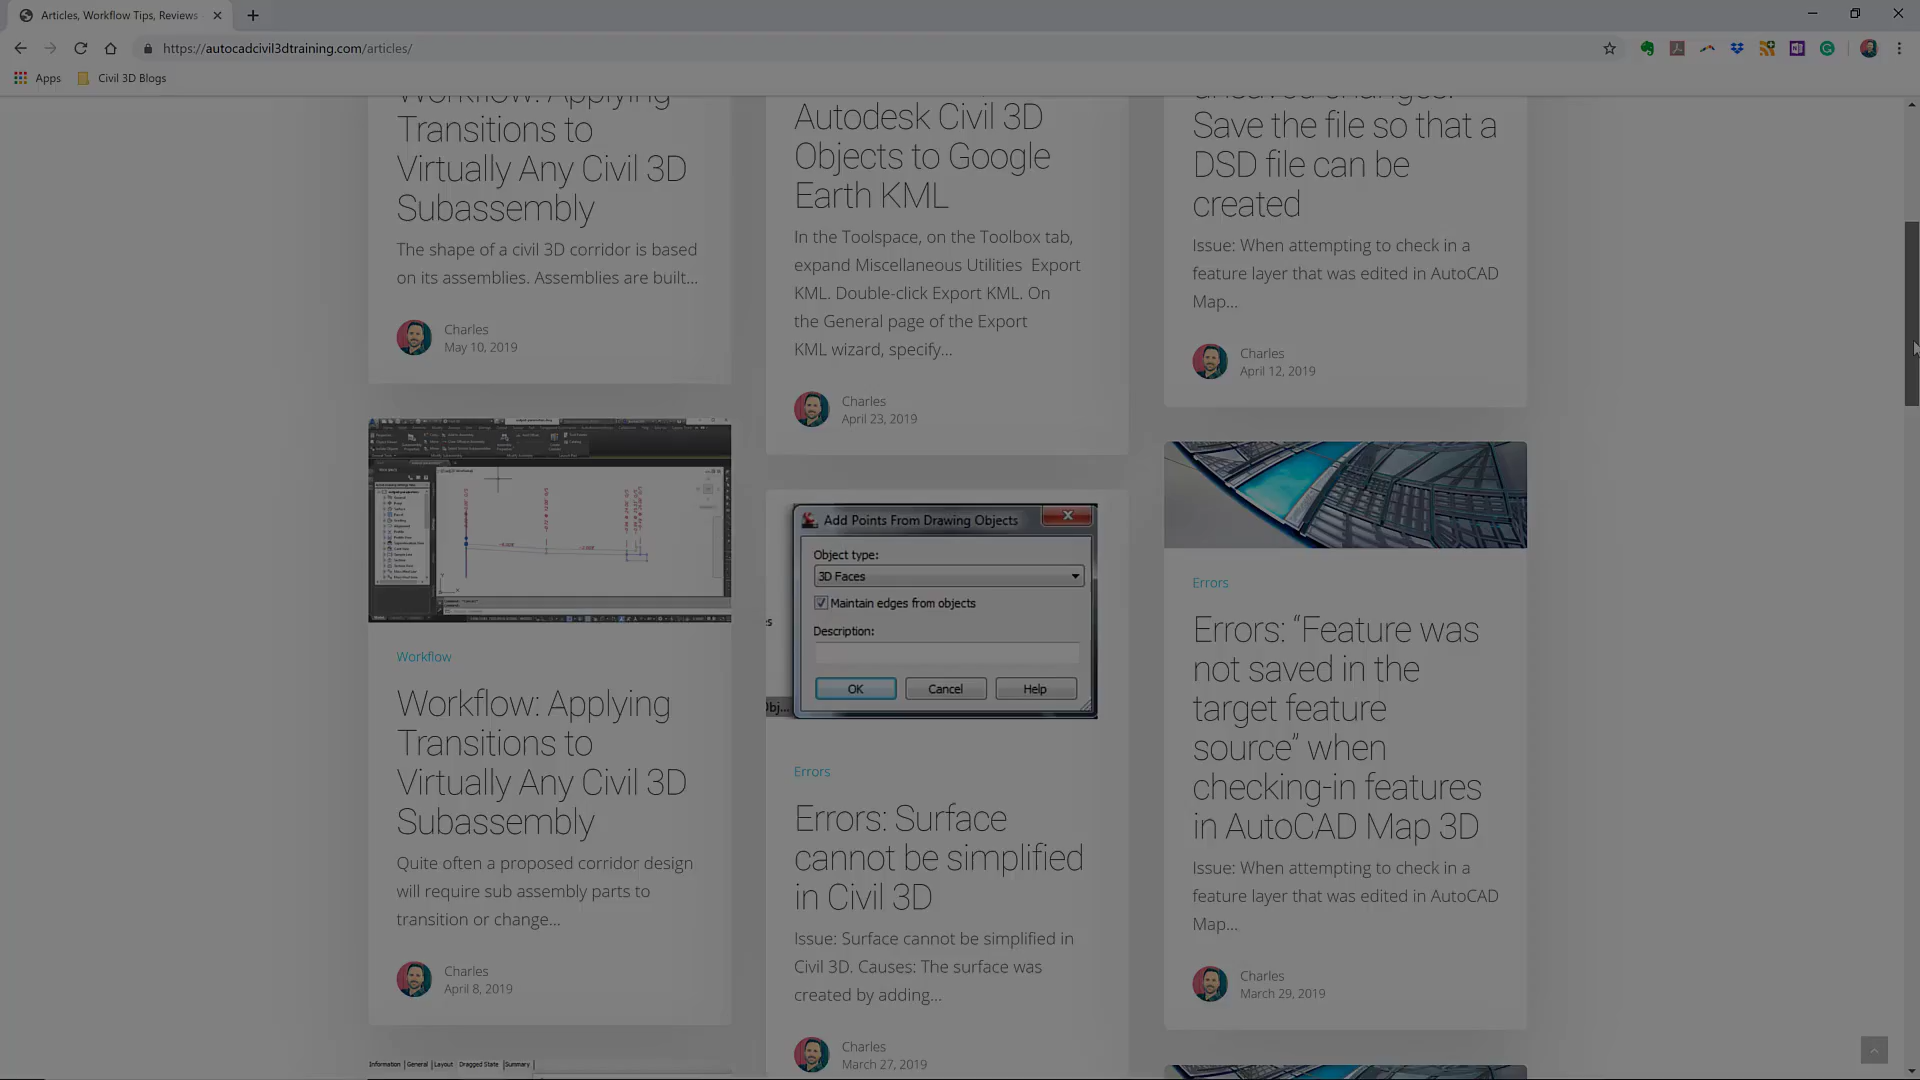 Articles, Workflow Tips, Reviews
https://autocadcivil3dtraining.com/articles/
Apps
Civil 3D Blogs
Workflow: Applying
Transitions to
Virtually Any Civil 3D
Subassembly
The shape of a civil 3D corridor is based
on its assemblies. Assemblies are built...
Charles
May 10, 2019
Workflow
Workflow: Applying
Transitions to
Virtually Any Civil 3D
Subassembly
Quite often a proposed corridor design
will require sub assembly parts to
transition or change...
Charles
April 8, 2019
Information General Layout Dragged State Summary
Autodesk Civil 3D
Objects to Google
Earth KML
In the Toolspace, on the Toolbox tab,
expand Miscellaneous Utilities Export
KML. Double-click Export KML. On
the General page of the Export
KML wizard, specify...
Charles
April 23, 2019
Add Points From Drawing Objects
Object type:
3D Faces
Maintain edges from objects
Description:
OK Cancel Help
Obj...
Errors
Errors: Surface
cannot be simplified
in Civil 3D
Issue: Surface cannot be simplified in
Civil 3D. Causes: The surface was
created by adding...
Charles
March 27, 2019
unsaved changes.
Save the file so that a
DSD file can be
created
Issue: When attempting to check in a
feature layer that was edited in AutoCAD
Map...
Charles
April 12, 2019
Errors
Errors: “Feature was
not saved in the
target feature
source” when
checking-in features
in AutoCAD Map 3D
Issue: When attempting to check in a
feature layer that was edited in AutoCAD
Map...
Charles
March 29, 2019